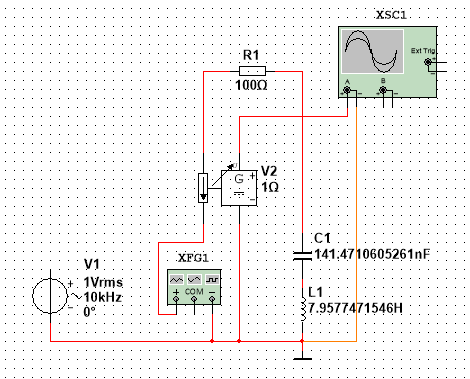 XSC1
Ext Trig
A
B
R1
100Ω
V2
1Ω
G
C1
141.4710605261nF
L1
7.9577471546H
V1
1Vrms
10kHz
0°
XFG1
COM